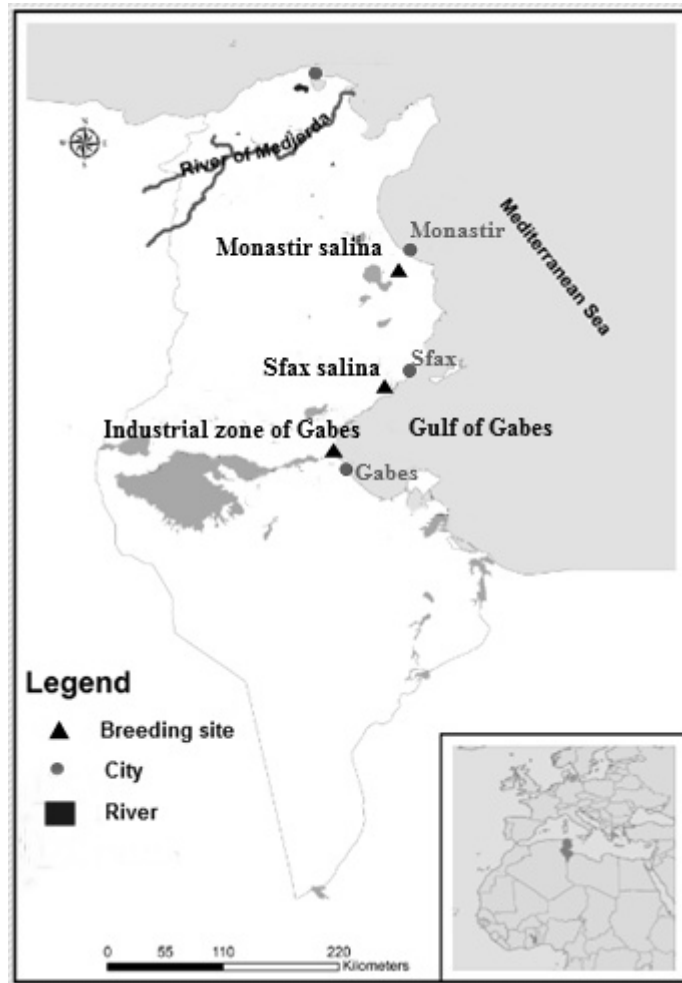 N
River of Medjerda
Mediterranean Sea
Monastir
Monastir salina
Sfax
Sfax salina
Industrial zone of Gabes
Gulf of Gabes
Gabes
Legend
Breeding site
City
River
0 55 110 220
Kilometers